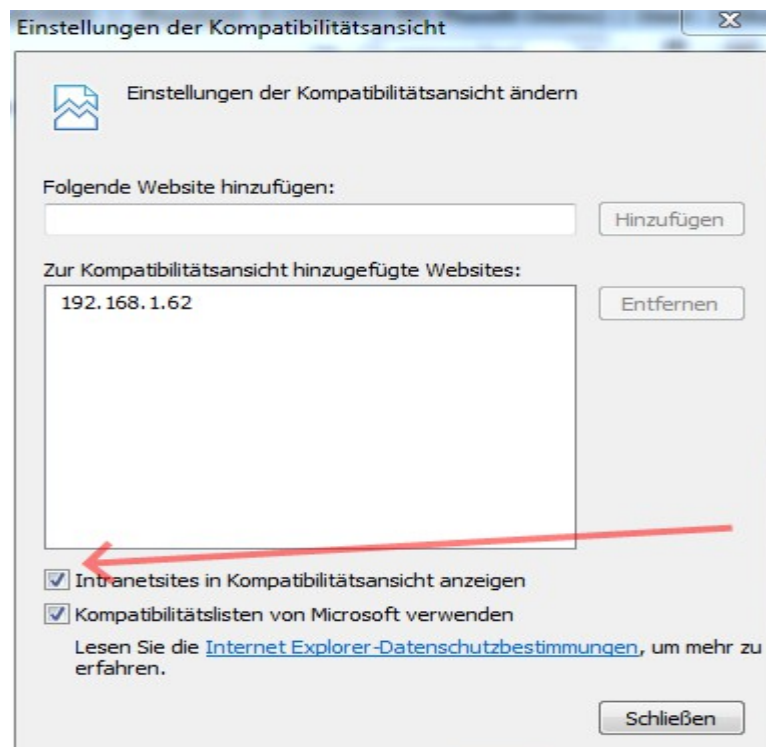 Einstellungen der Kompatibilitätsansicht
Einstellungen der Kompatibilitätsansicht ändern
Folgende Website hinzufügen:
Hinzufügen
Zur Kompatibilitätsansicht hinzugefügte Websites:
192.168.1.62
Entfernen
Intranetsites in Kompatibilitätsansicht anzeigen
Kompatibilitätslisten von Microsoft verwenden
Lesen Sie die Internet Explorer-Datenschutzbestimmungen, um mehr zu
erfahren.
Schließen